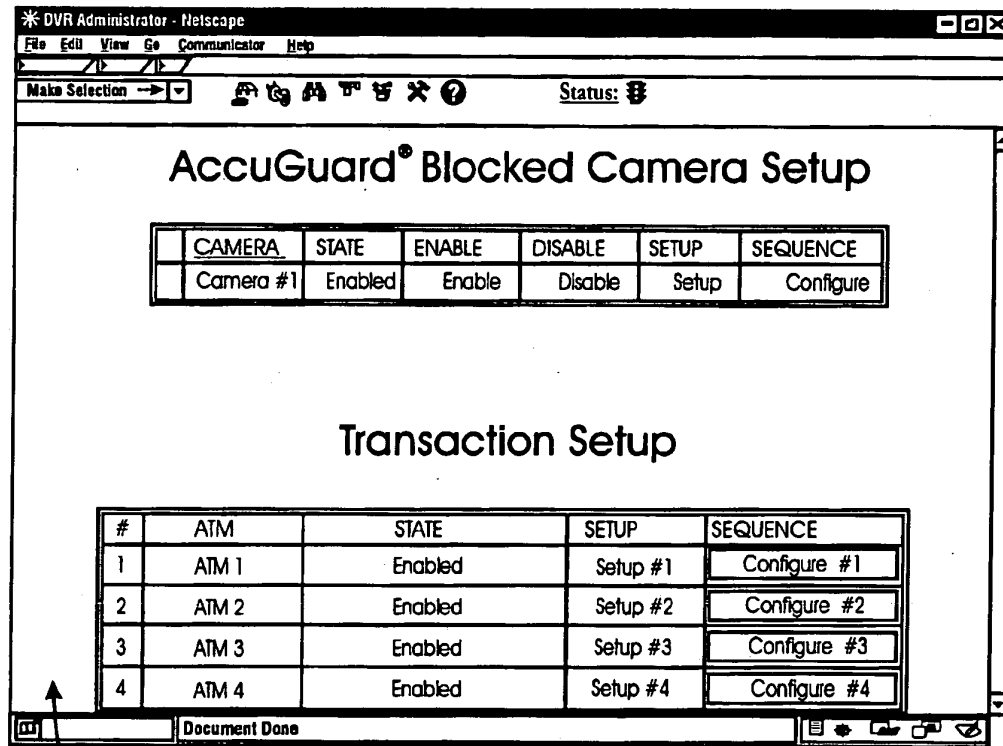 DVR Administrator - Netscape
File Edit View Go Communicator Help
Make Selection Status:
AccuGuard® Blocked Camera Setup
CAMERA STATE ENABLE DISABLE SETUP SEQUENCE
Camera #1 Enabled Enable Disable Setup Configure
Transaction Setup
# ATM STATE SETUP SEQUENCE
1 ATM 1 Enabled Setup #1 Configure #1
2 ATM 2 Enabled Setup #2 Configure #2
3 ATM 3 Enabled Setup #3 Configure #3
4 ATM 4 Enabled Setup #4 Configure #4
Document Done